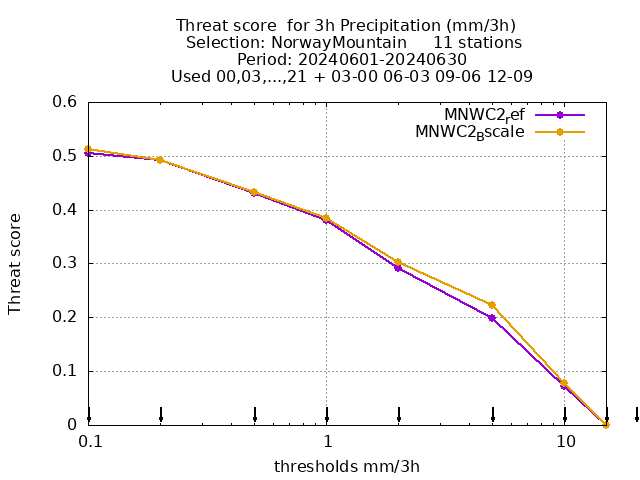 Threat score  for 3h Precipitation (mm/3h)
Selection: NorwayMountain     11 stations
Period: 20240601-20240630
Used 00,03,...,21 + 03-00 06-03 09-06 12-09
MNWC2ref
MNWC2Bscale
Threat score
0.6
0.5
0.4
0.3
0.2
0.1
0
0.1 1 10
thresholds mm/3h